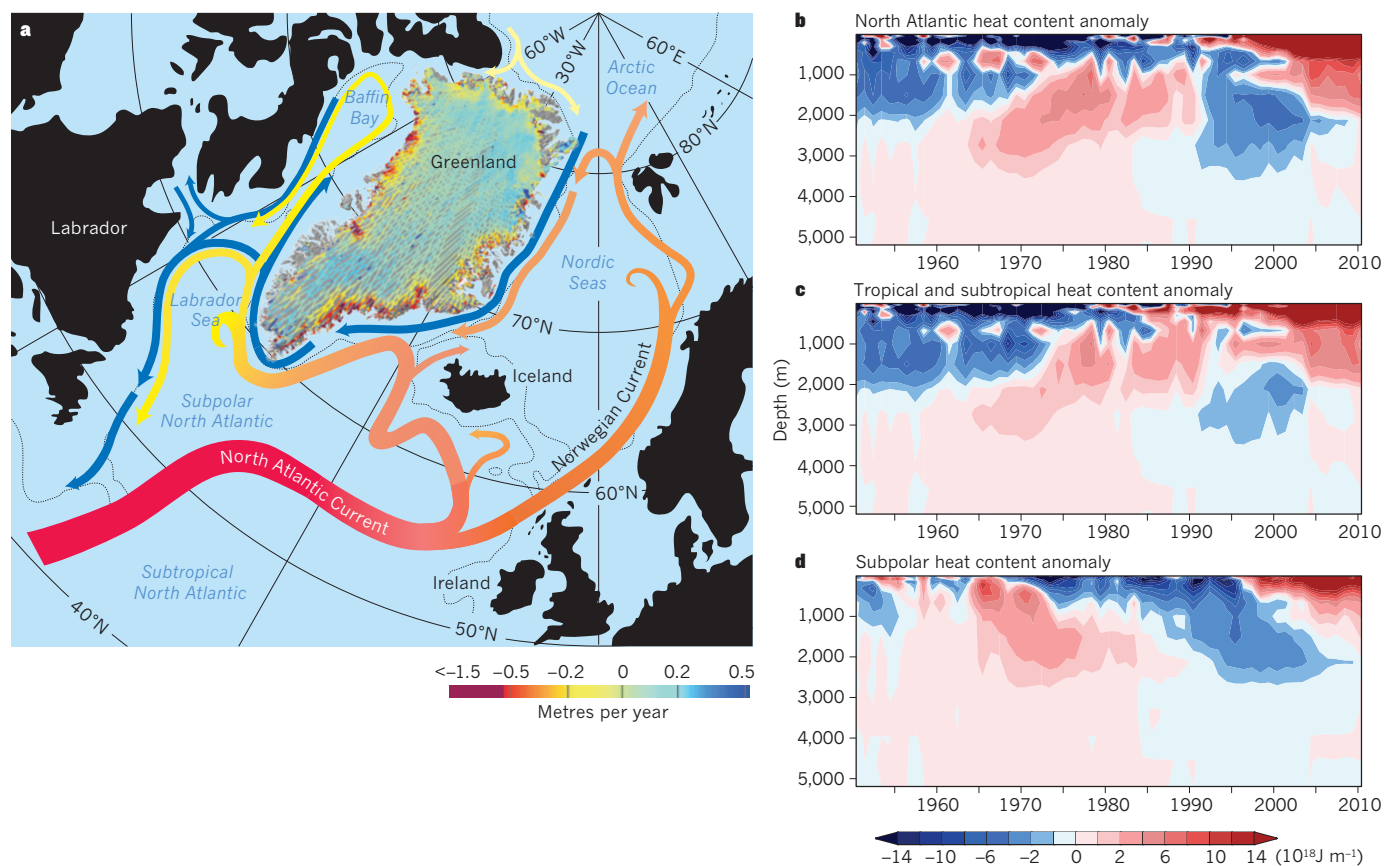 a
60°W
30°W
60°E
Arctic
Ocean
80°N
Baffin
Bay
Greenland
Labrador
Nordic
Seas
Labrador
Sea
70°N
Iceland
Subpolar
North Atlantic
Norwegian Current
North Atlantic Current
60°N
Subtropical
North Atlantic
Ireland
40°N
50°N
<–1.5 –0.5 –0.2 0 0.2 0.5
Metres per year
b North Atlantic heat content anomaly
1,000
2,000
3,000
4,000
5,000
1960 1970 1980 1990 2000 2010
c Tropical and subtropical heat content anomaly
1,000
2,000
3,000
4,000
5,000
Depth (m)
1960 1970 1980 1990 2000 2010
d Subpolar heat content anomaly
1,000
2,000
3,000
4,000
5,000
1960 1970 1980 1990 2000 2010
–14 –10 –6 –2 0 2 6 10 14 (10¹⁸J m⁻¹)